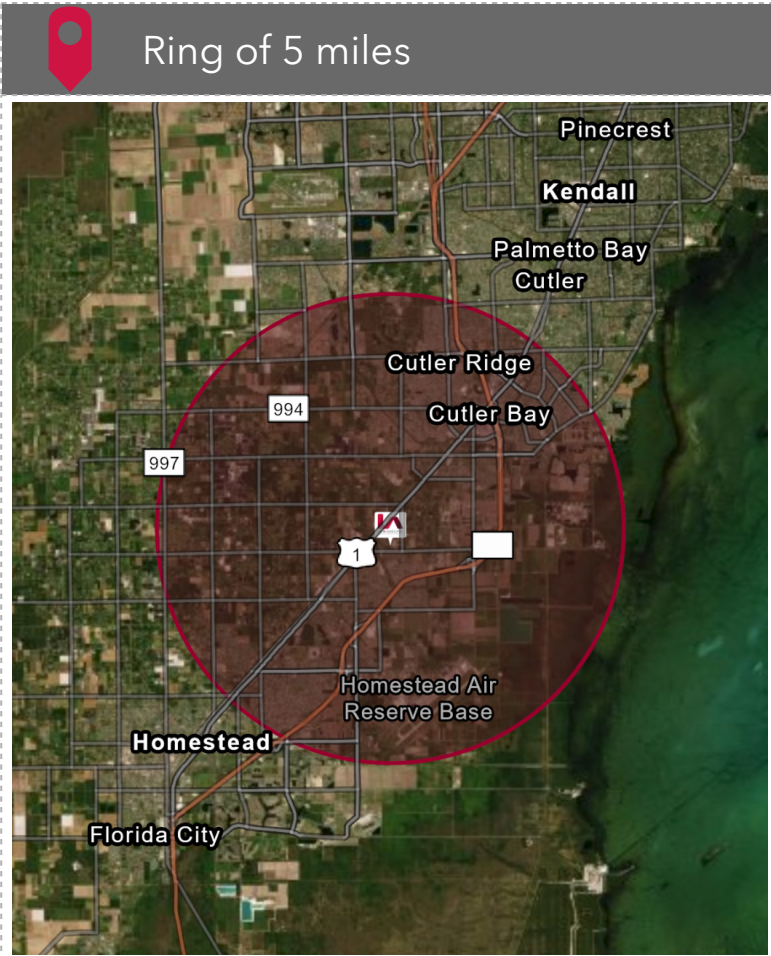 Ring of 5 miles
Pinecrest
Kendall
Palmetto Bay
Cutler
Cutler Ridge
994
Cutler Bay
997
1
Homestead Air
Reserve Base
Homestead
Florida City